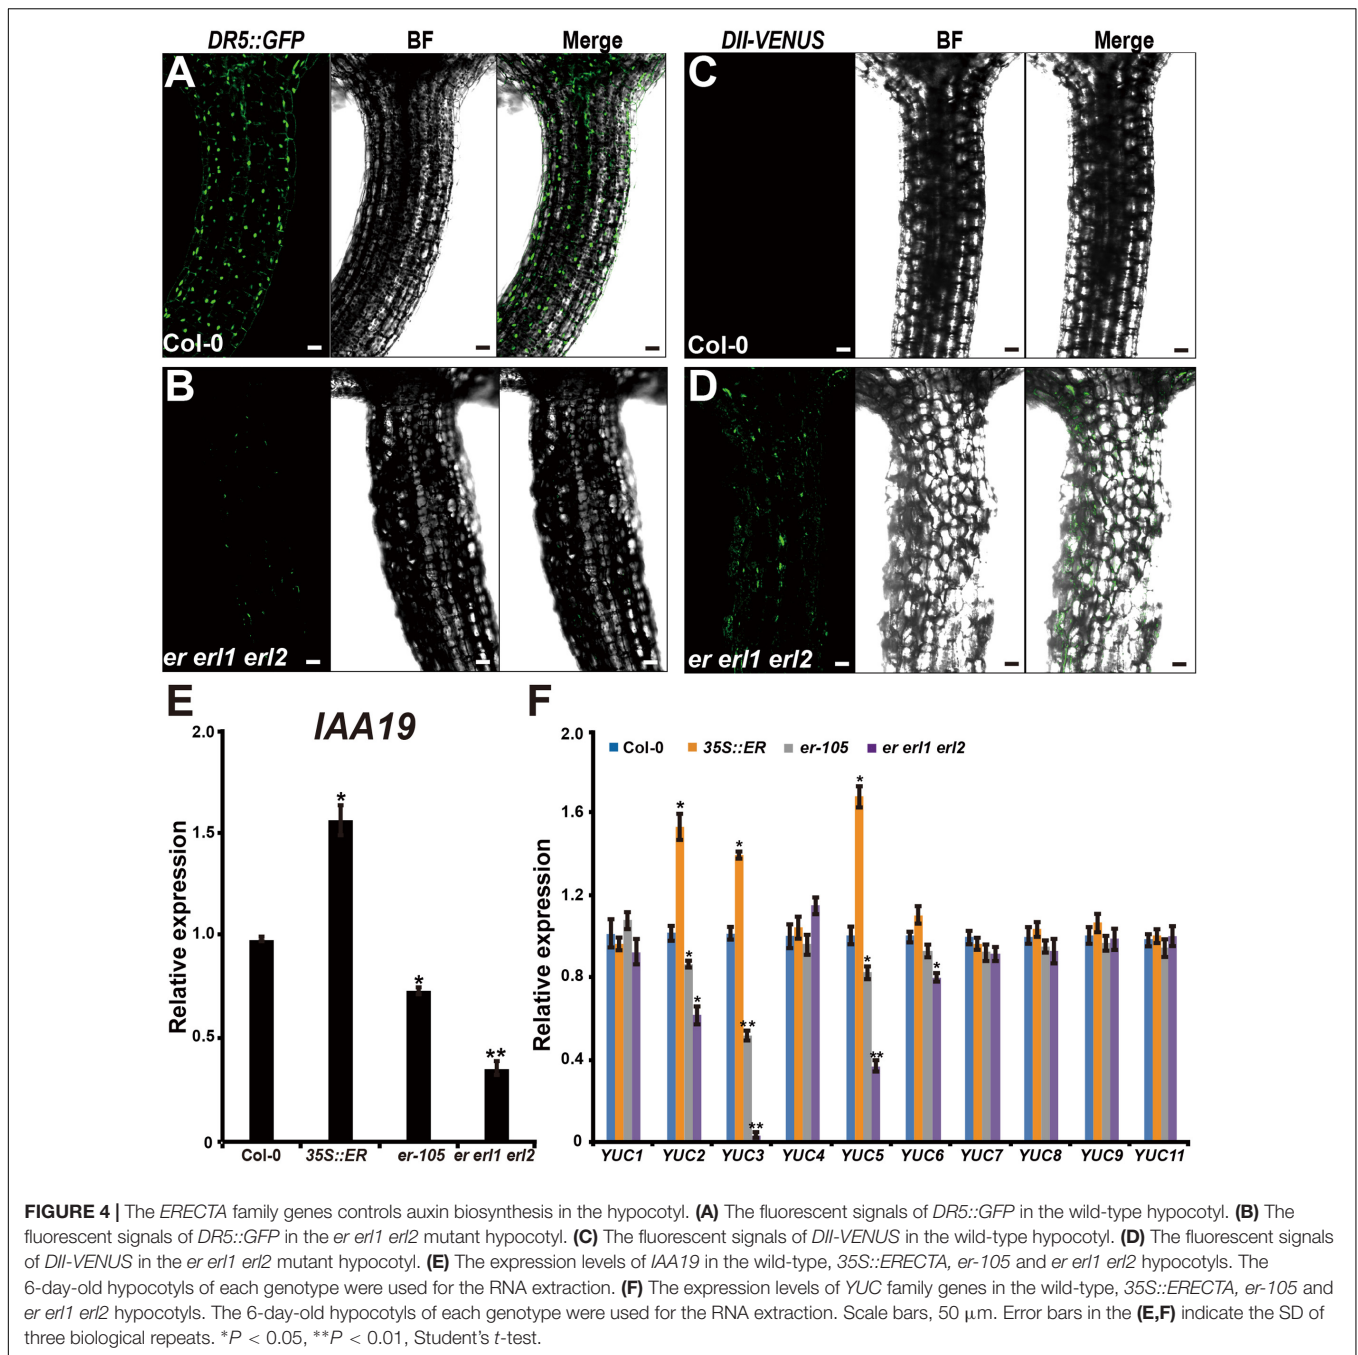 DR5::GFP BF Merge DII-VENUS BF Merge
A C
Col-0 Col-0
B D
er erl1 erl2 er erl1 erl2
E
IAA19
2.0
1.5
1.0
0.5
0
Relative expression
*
*
**
Col-0 35S::ER er-105 er erl1 erl2
F
2.0
1.6
1.2
0.8
0.4
0
Relative expression
Col-0 35S::ER er-105 er erl1 erl2
* * *
* * **
** ** * * *
YUC1 YUC2 YUC3 YUC4 YUC5 YUC6 YUC7 YUC8 YUC9 YUC11
FIGURE 4 | The ERECTA family genes controls auxin biosynthesis in the hypocotyl. (A) The fluorescent signals of DR5::GFP in the wild-type hypocotyl. (B) The
fluorescent signals of DR5::GFP in the er erl1 erl2 mutant hypocotyl. (C) The fluorescent signals of DII-VENUS in the wild-type hypocotyl. (D) The fluorescent signals
of DII-VENUS in the er erl1 erl2 mutant hypocotyl. (E) The expression levels of IAA19 in the wild-type, 35S::ERECTA, er-105 and er erl1 erl2 hypocotyls. The
6-day-old hypocotyls of each genotype were used for the RNA extraction. (F) The expression levels of YUC family genes in the wild-type, 35S::ERECTA, er-105 and
er erl1 erl2 hypocotyls. The 6-day-old hypocotyls of each genotype were used for the RNA extraction. Scale bars, 50 μm. Error bars in the (E,F) indicate the SD of
three biological repeats. *P < 0.05, **P < 0.01, Student's t-test.